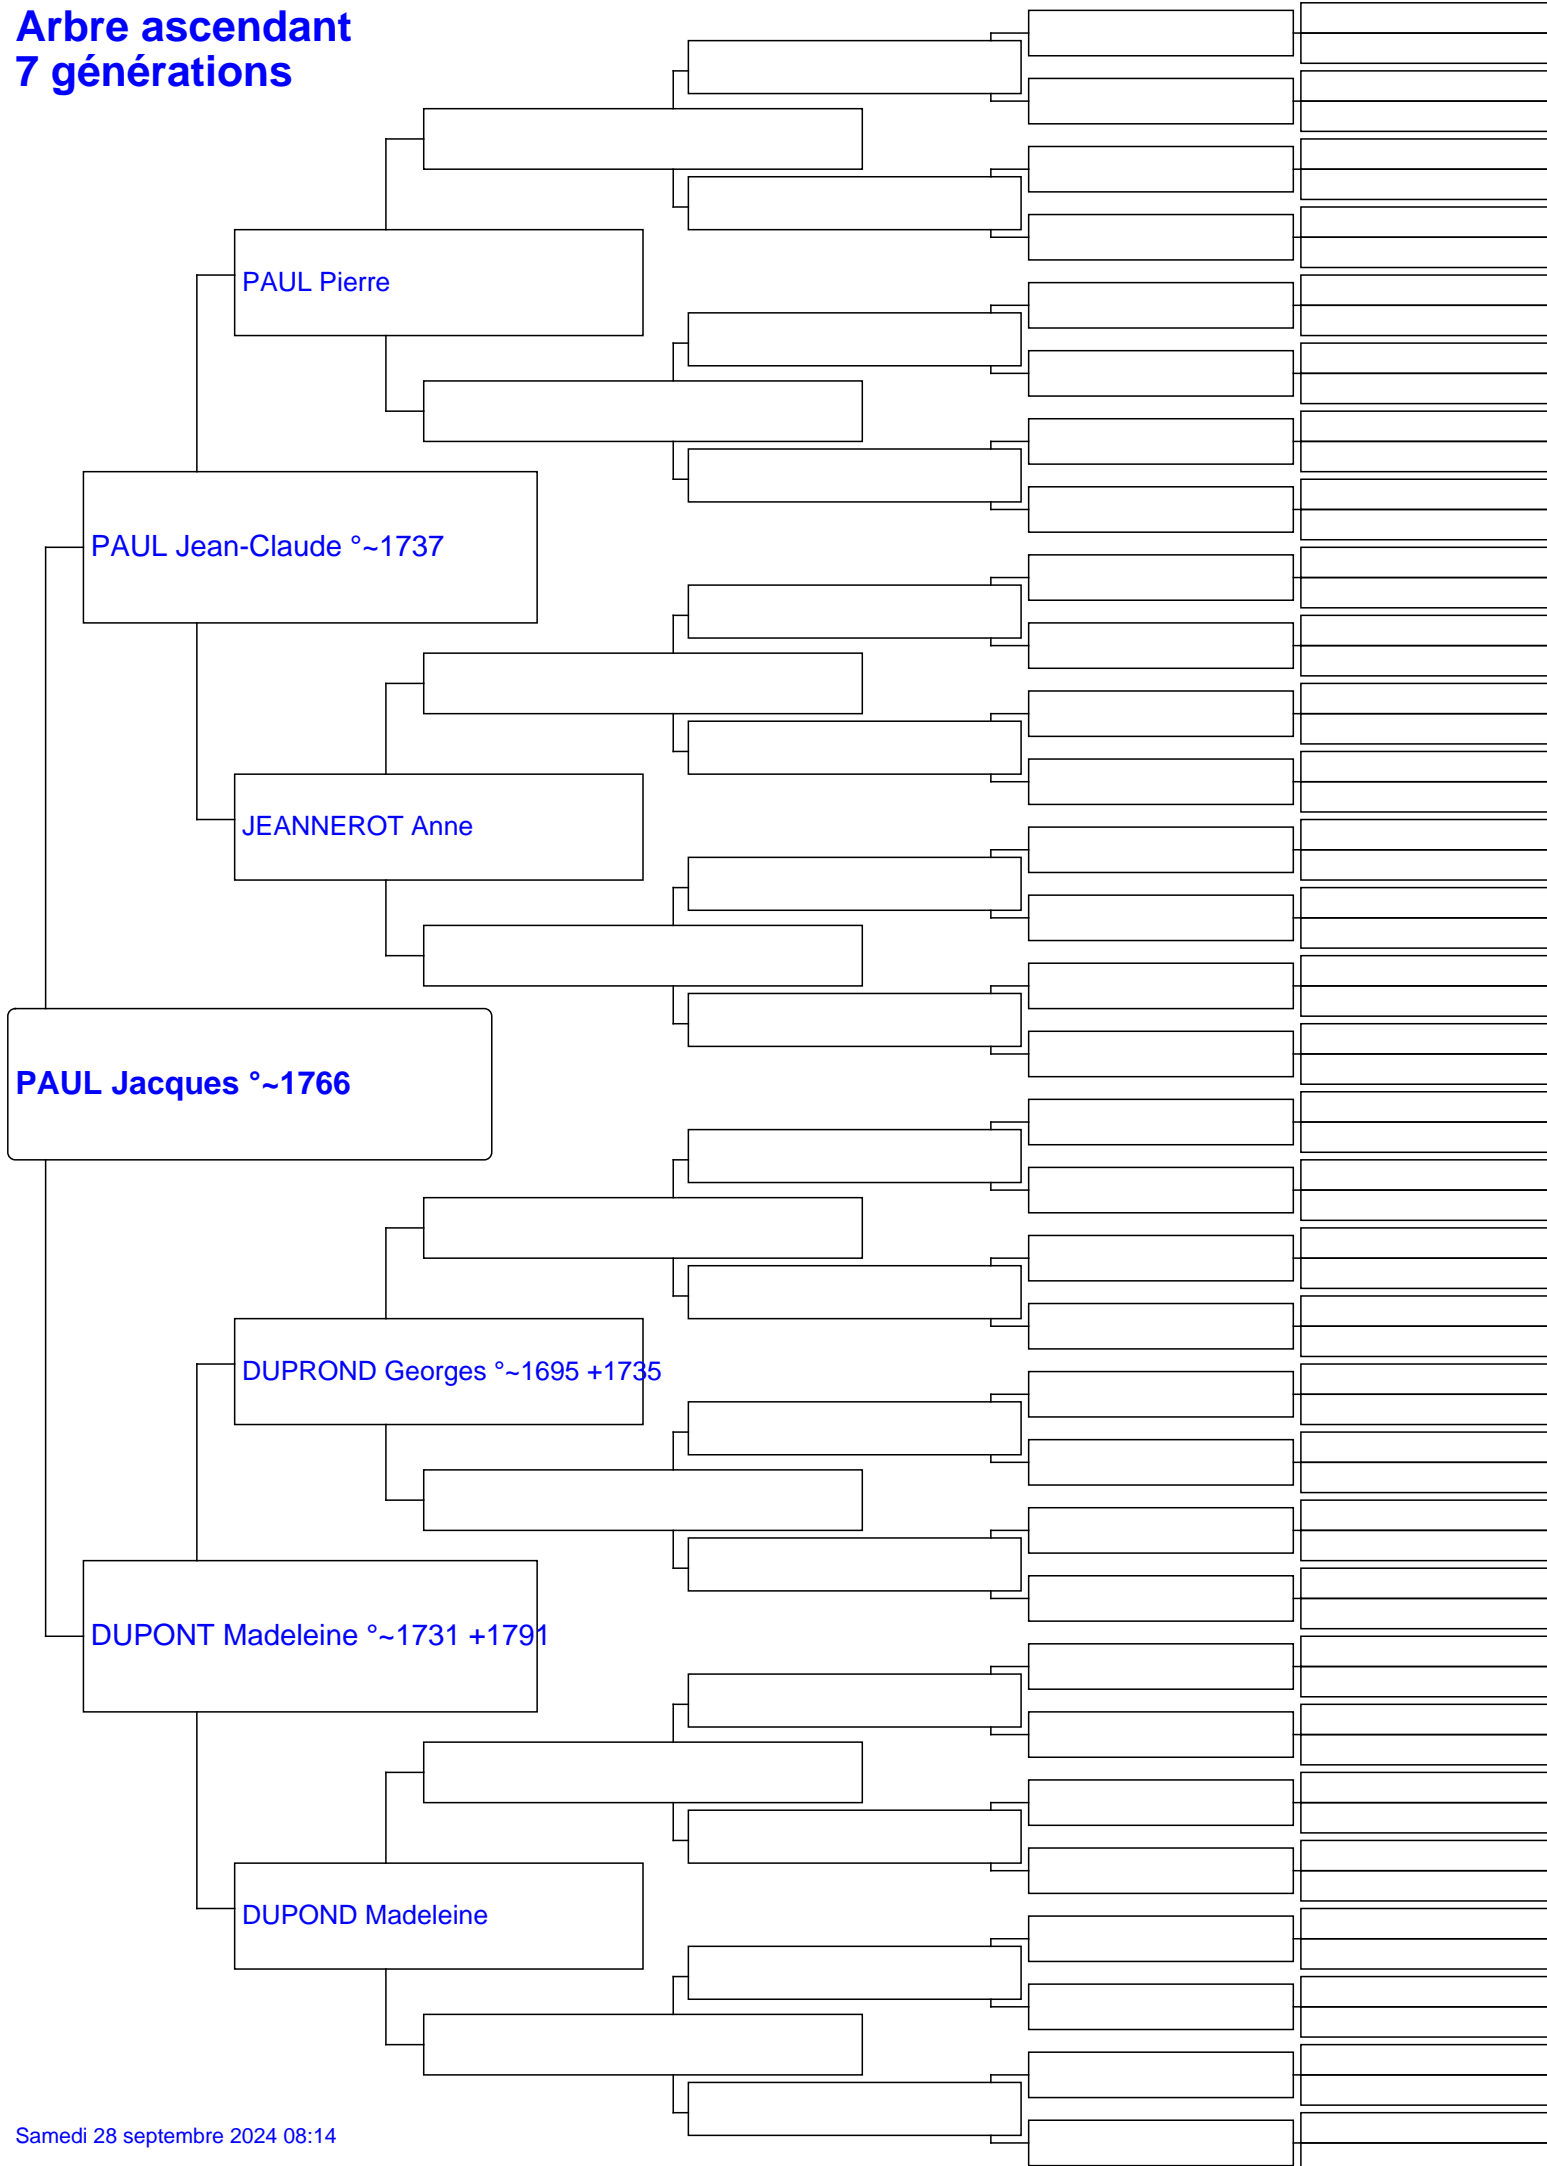 Arbre ascendant
7 générations
PAUL Pierre
PAUL Jean-Claude °~1737
JEANNEROT Anne
PAUL Jacques °~1766
DUPROND Georges °~1695 +1735
DUPONT Madeleine °~1731 +1791
DUPOND Madeleine
Samedi 28 septembre 2024 08:14